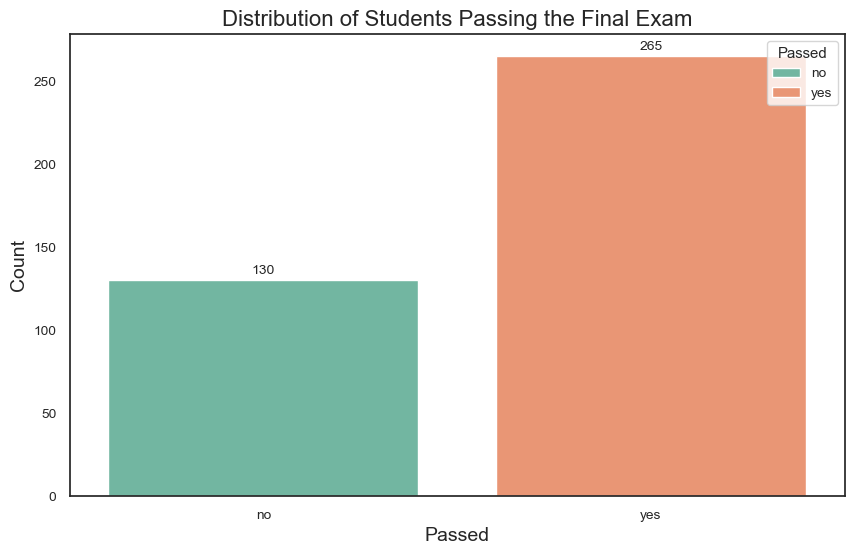 Distribution of Students Passing the Final Exam
265
Passed
no
yes
250
200
150
130
100
50
0
Count
no
yes
Passed